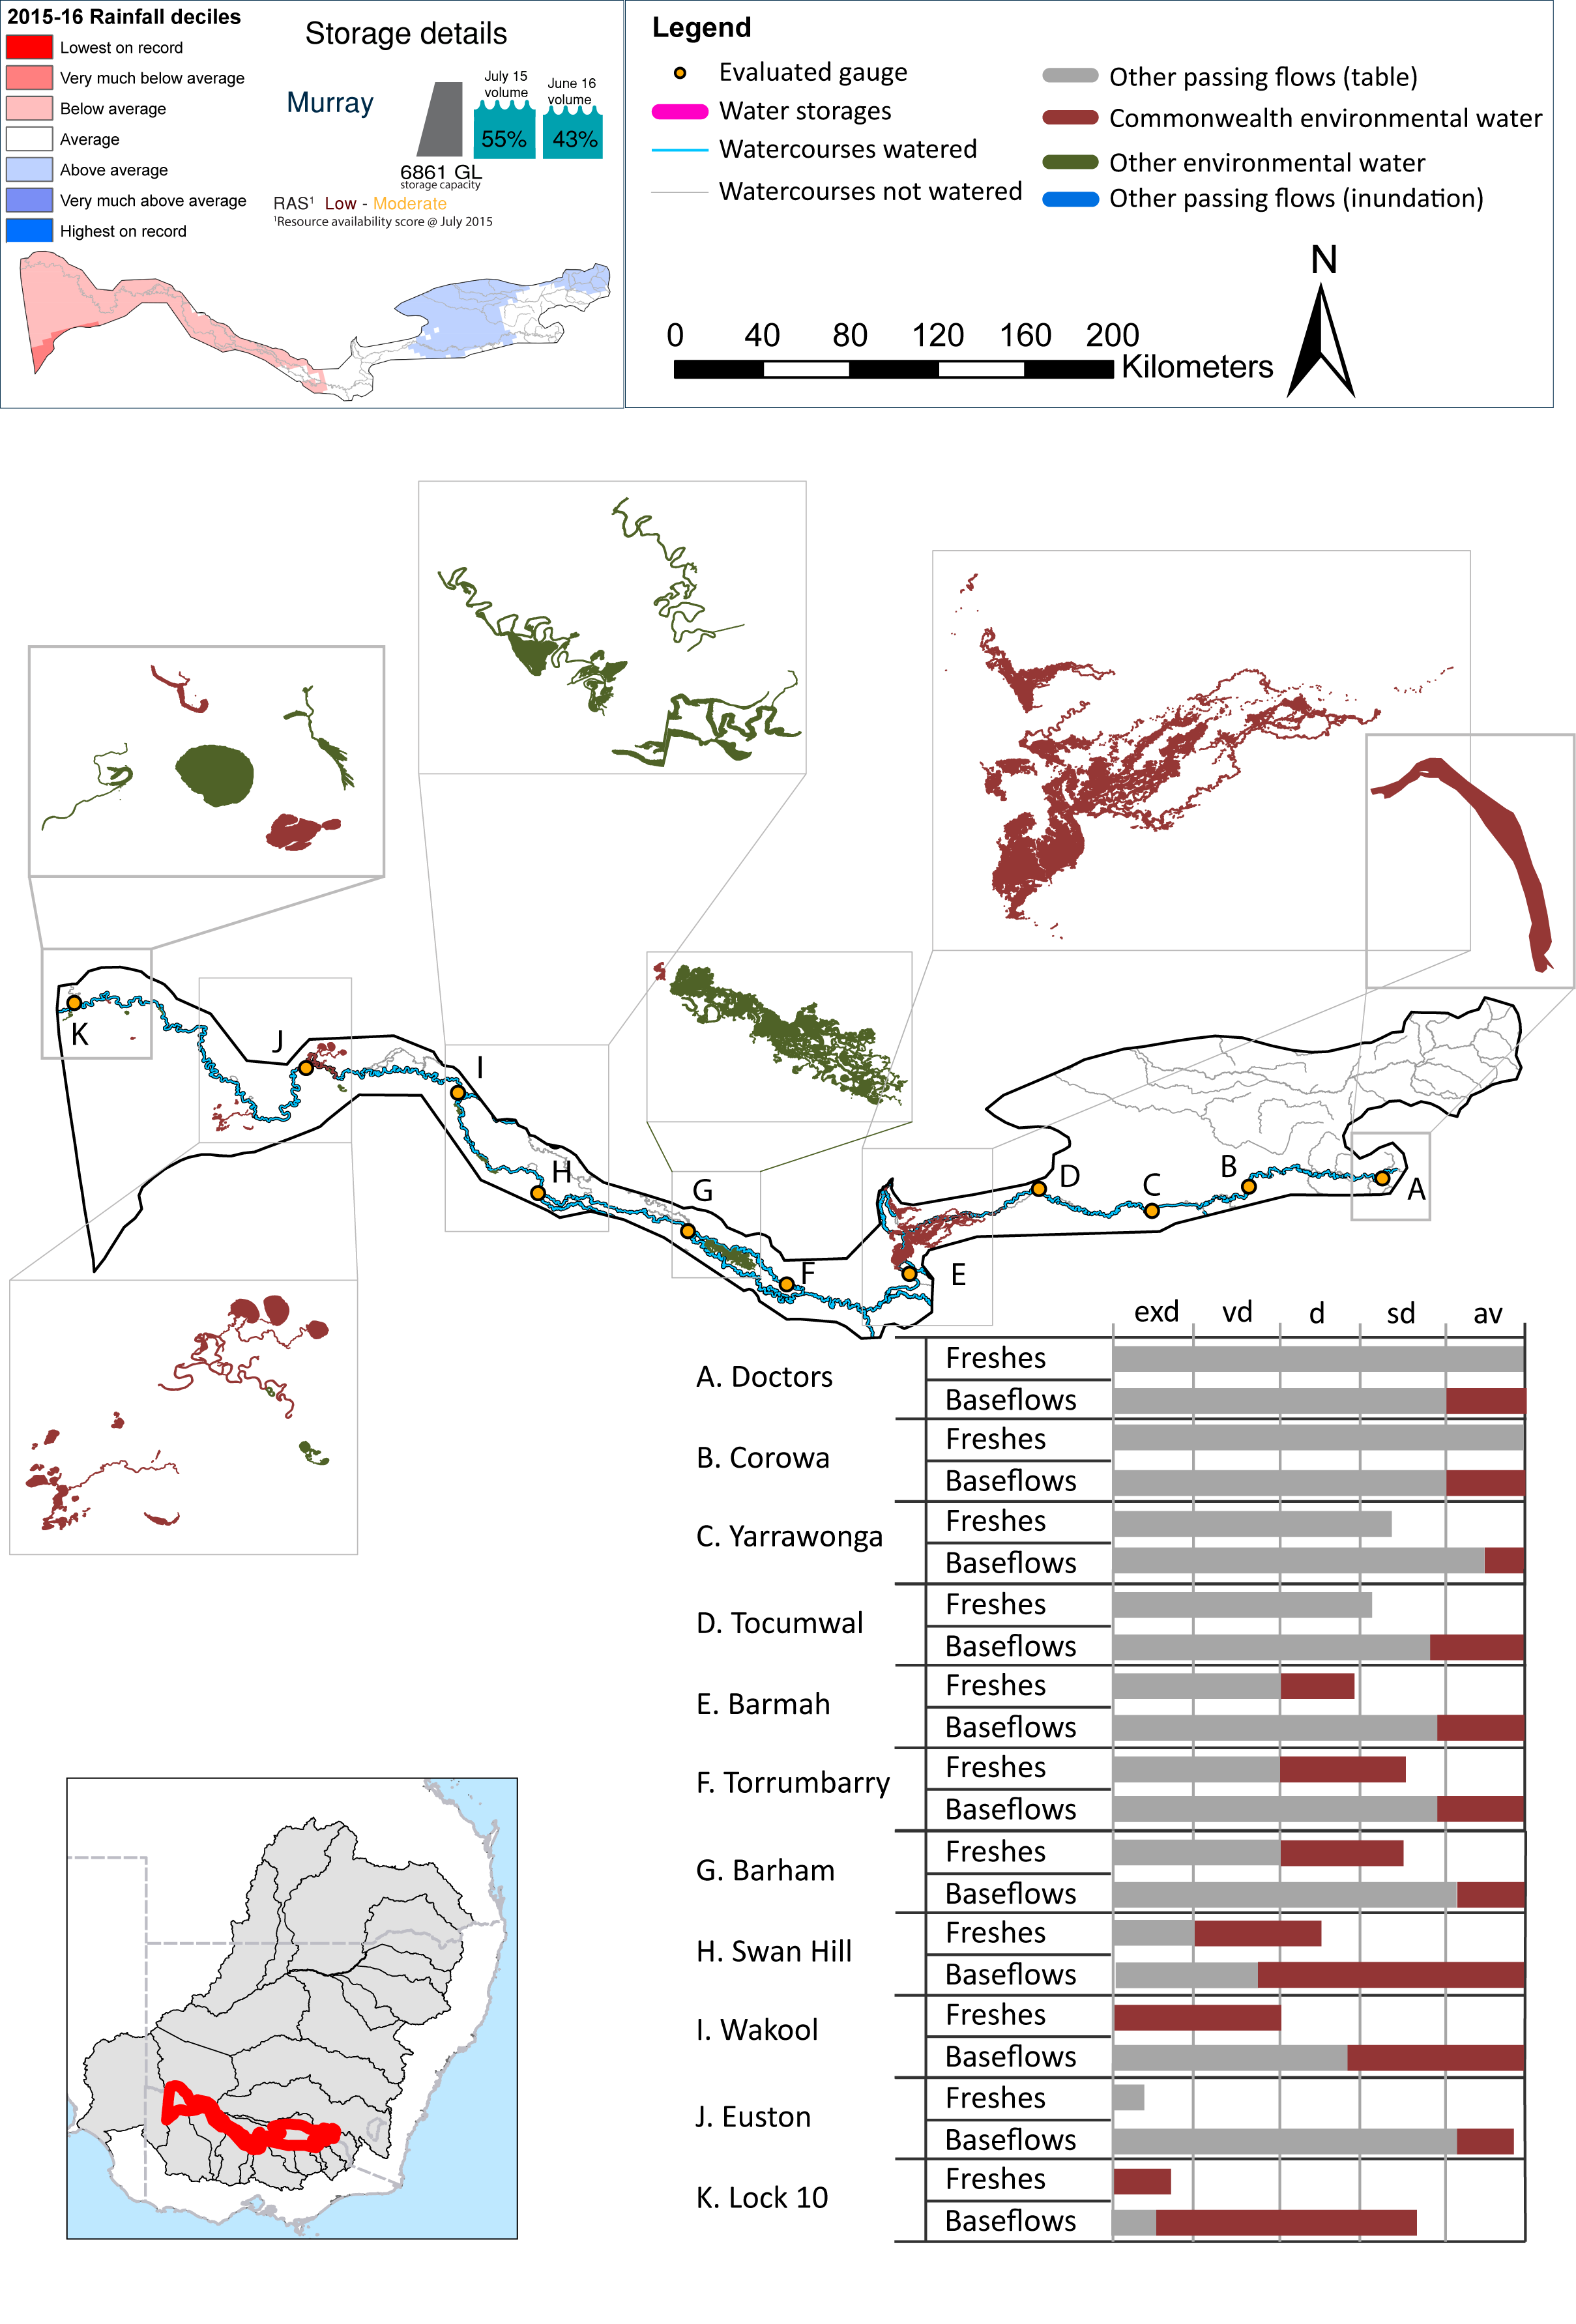 2015-16 Rainfall deciles
Lowest on record
Very much below average
Below average
Average
Above average
Very much above average
Highest on record
Storage details
Murray
July 15
volume
June 16
volume
55%
43%
6861 GL
storage capacity
RAS¹ Low - Moderate
¹Resource availability score @ July 2015
Legend
Evaluated gauge
Water storages
Watercourses watered
Watercourses not watered
Other passing flows (table)
Commonwealth environmental water
Other environmental water
Other passing flows (inundation)
N
0 40 80 120 160 200
Kilometers
K
J
I
H
G
F
E
D
C
B
A
exd vd d sd av
A. Doctors
Freshes
Baseflows
B. Corowa
Freshes
Baseflows
C. Yarrawonga
Freshes
Baseflows
D. Tocumwal
Freshes
Baseflows
E. Barmah
Freshes
Baseflows
F. Torrumbarry
Freshes
Baseflows
G. Barham
Freshes
Baseflows
H. Swan Hill
Freshes
Baseflows
I. Wakool
Freshes
Baseflows
J. Euston
Freshes
Baseflows
K. Lock 10
Freshes
Baseflows